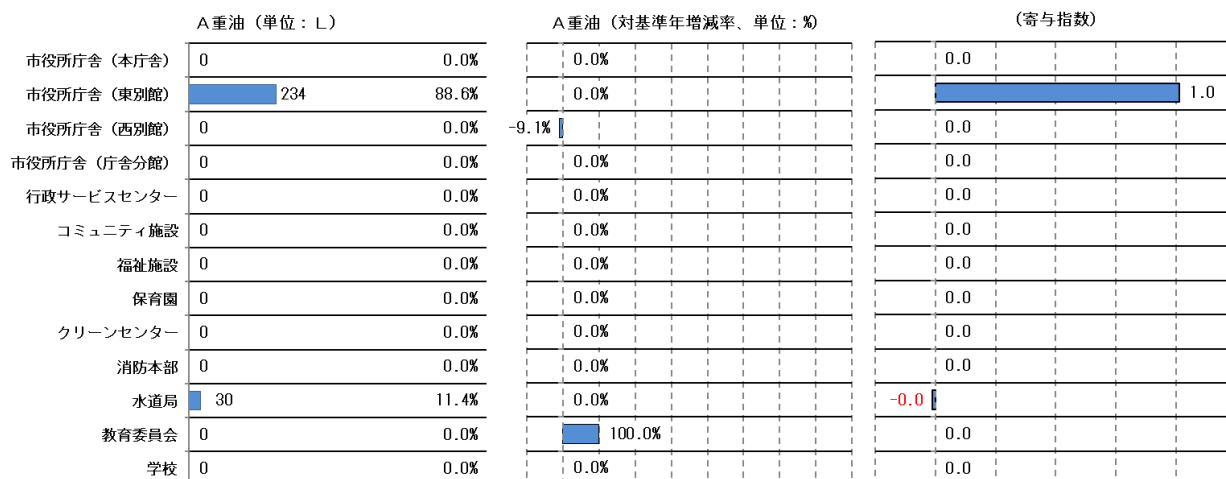 A重油（単位：L） A重油（対基準年増減率、単位：%） （寄与指数）
市役所庁舎（本庁舎） 0 0.0% 0.0% 0.0
市役所庁舎（東別館） 234 88.6% 0.0% 1.0
市役所庁舎（西別館） 0 0.0% -9.1% 0.0
市役所庁舎（庁舎分館） 0 0.0% 0.0% 0.0
行政サービスセンター 0 0.0% 0.0% 0.0
コミュニティ施設 0 0.0% 0.0% 0.0
福祉施設 0 0.0% 0.0% 0.0
保育園 0 0.0% 0.0% 0.0
クリーンセンター 0 0.0% 0.0% 0.0
消防本部 0 0.0% 0.0% 0.0
水道局 30 11.4% 0.0% -0.0
教育委員会 0 0.0% 100.0% 0.0
学校 0 0.0% 0.0% 0.0